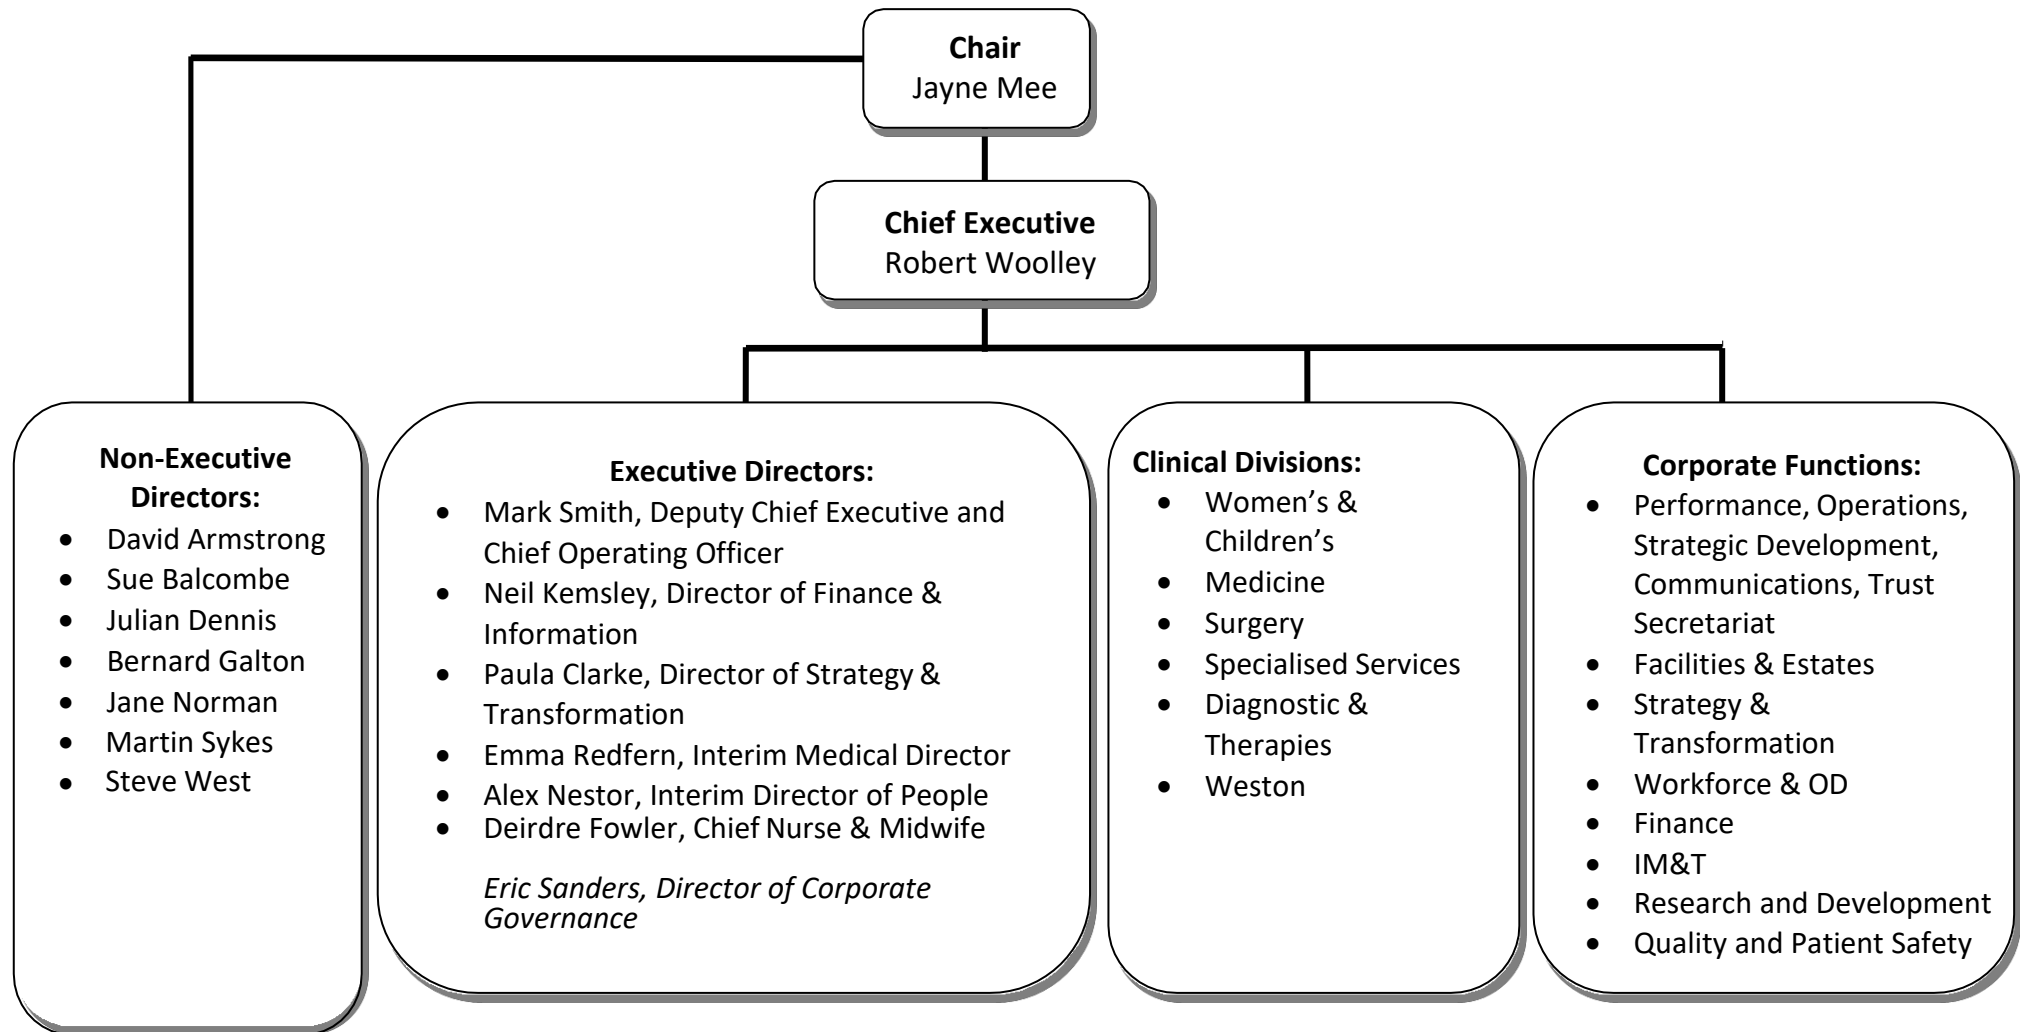 Chair
Jayne Mee
Chief Executive
Robert Woolley
Non-Executive
Directors:
• David Armstrong
• Sue Balcombe
• Julian Dennis
• Bernard Galton
• Jane Norman
• Martin Sykes
• Steve West
Executive Directors:
• Mark Smith, Deputy Chief Executive and
Chief Operating Officer
• Neil Kemsley, Director of Finance &
Information
• Paula Clarke, Director of Strategy &
Transformation
• Emma Redfern, Interim Medical Director
• Alex Nestor, Interim Director of People
• Deirdre Fowler, Chief Nurse & Midwife
Eric Sanders, Director of Corporate
Governance
Clinical Divisions:
• Women’s &
Children’s
• Medicine
• Surgery
• Specialised Services
• Diagnostic &
Therapies
• Weston
Corporate Functions:
• Performance, Operations,
Strategic Development,
Communications, Trust
Secretariat
• Facilities & Estates
• Strategy &
Transformation
• Workforce & OD
• Finance
• IM&T
• Research and Development
• Quality and Patient Safety